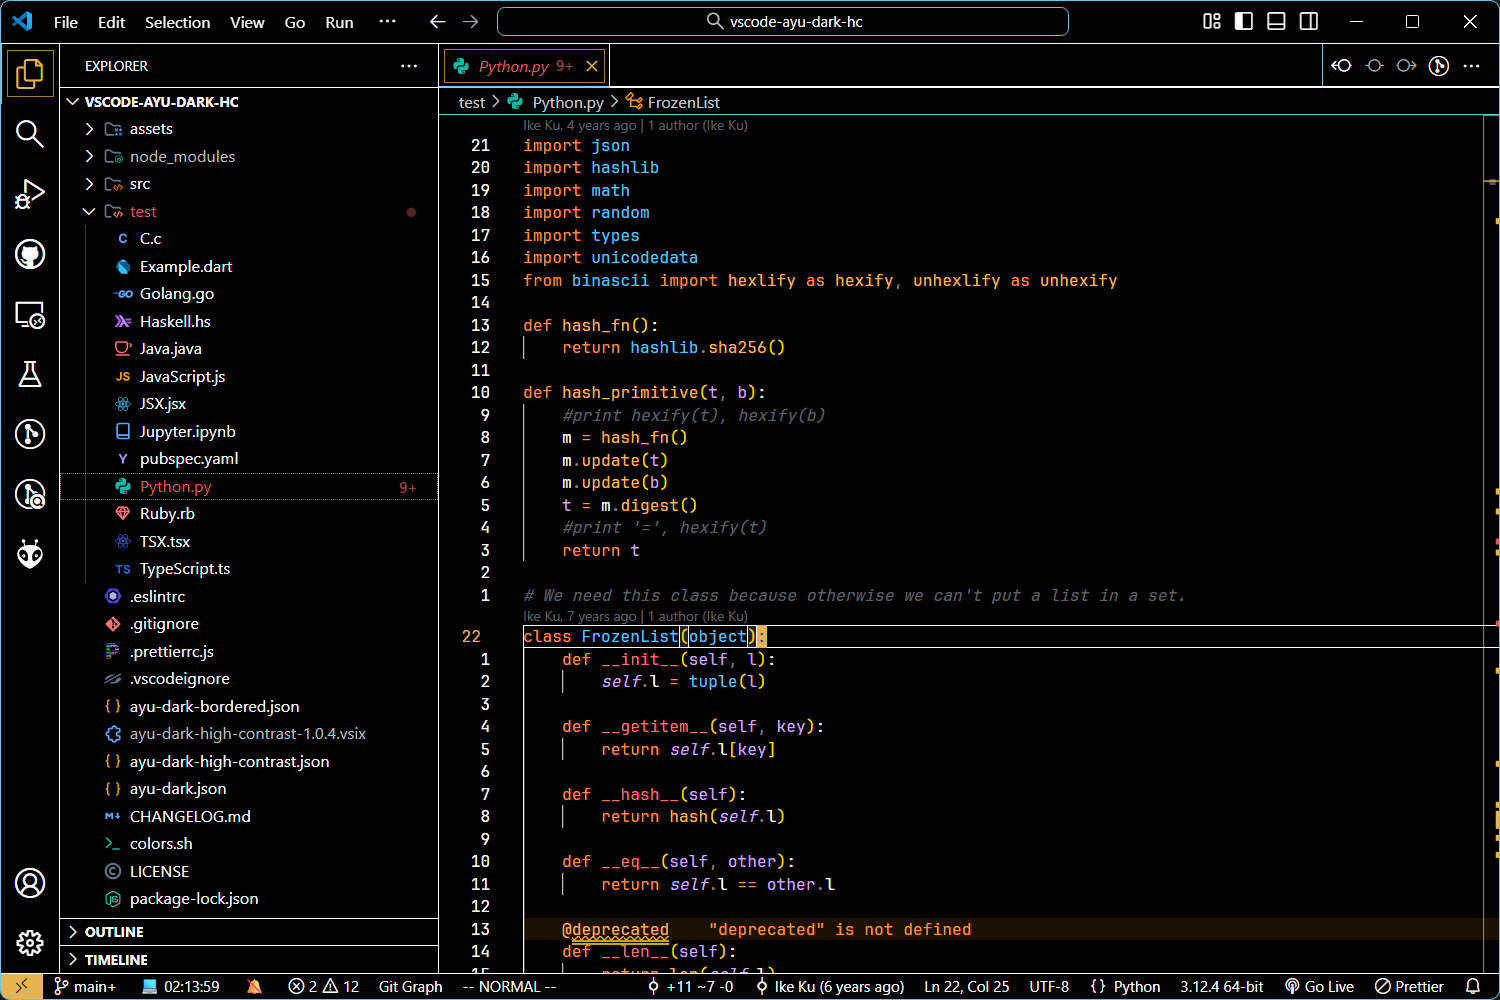 File Edit Selection View Go Run ··· vscode-ayu-dark-hc
EXPLORER ···
VSCODE-AYU-DARK-HC
assets
node_modules
src
test
C C.c
Example.dart
GO Golang.go
Haskell.hs
Java.java
JS JavaScript.js
JSX.jsx
Jupyter.ipynb
Y pubspec.yaml
Python.py 9+
Ruby.rb
TSX.tsx
TS TypeScript.ts
.eslintrc
.gitignore
.prettierrc.js
.vscodeignore
{ } ayu-dark-bordered.json
ayu-dark-high-contrast-1.0.4.vsix
{ } ayu-dark-high-contrast.json
{ } ayu-dark.json
M↓ CHANGELOG.md
colors.sh
LICENSE
package-lock.json
OUTLINE
TIMELINE
Python.py 9+
test > Python.py > FrozenList
Ike Ku, 4 years ago | 1 author (Ike Ku)
21 import json
20 import hashlib
19 import math
18 import random
17 import types
16 import unicodedata
15 from binascii import hexlify as hexify, unhexlify as unhexify
14
13 def hash_fn():
12 return hashlib.sha256()
11
10 def hash_primitive(t, b):
9 #print hexify(t), hexify(b)
8 m = hash_fn()
7 m.update(t)
6 m.update(b)
5 t = m.digest()
4 #print '=', hexify(t)
3 return t
2
1 # We need this class because otherwise we can't put a list in a set.
Ike Ku, 7 years ago | 1 author (Ike Ku)
22 class FrozenList(object):
1 def __init__(self, l):
2 self.l = tuple(l)
3
4 def __getitem__(self, key):
5 return self.l[key]
6
7 def __hash__(self):
8 return hash(self.l)
9
10 def __eq__(self, other):
11 return self.l == other.l
12
13 @deprecated "deprecated" is not defined
14 def __len__(self):
15 return len(self.l)
main+ 02:13:59 2 12 Git Graph -- NORMAL -- +11 ~7 -0 Ike Ku (6 years ago) Ln 22, Col 25 UTF-8 { } Python 3.12.4 64-bit Go Live Prettier